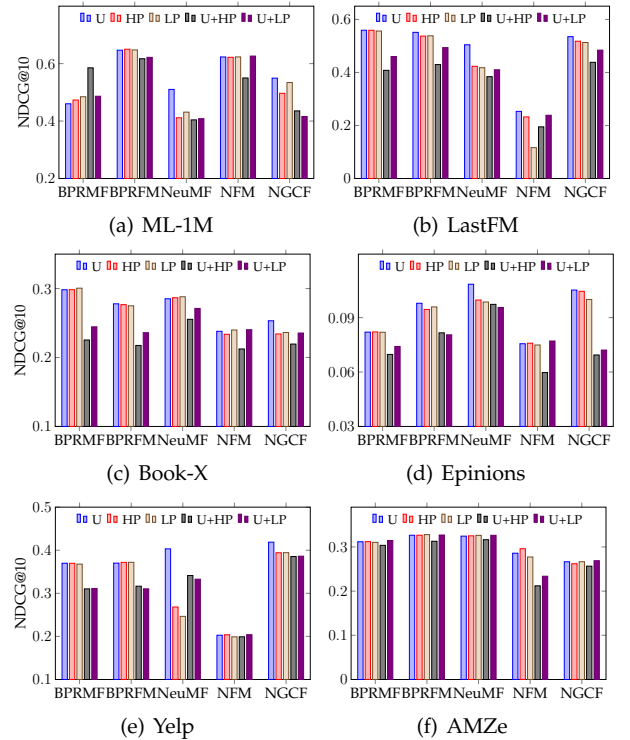 U HP LP U+HP U+LP
NDCG@10
0.6
0.4
0.2
BPRMF BPRFM NeuMF NFM NGCF
(a) ML-1M
U HP LP U+HP U+LP
0.6
0.4
0.2
0
BPRMF BPRFM NeuMF NFM NGCF
(b) LastFM
U HP LP U+HP U+LP
NDCG@10
0.3
0.2
0.1
BPRMF BPRFM NeuMF NFM NGCF
(c) Book-X
U HP LP U+HP U+LP
0.09
0.06
0.03
BPRMF BPRFM NeuMF NFM NGCF
(d) Epinions
U HP LP U+HP U+LP
NDCG@10
0.5
0.4
0.3
0.2
0.1
BPRMF BPRFM NeuMF NFM NGCF
(e) Yelp
U HP LP U+HP U+LP
0.3
0.2
0.1
0
BPRMF BPRFM NeuMF NFM NGCF
(f) AMZe